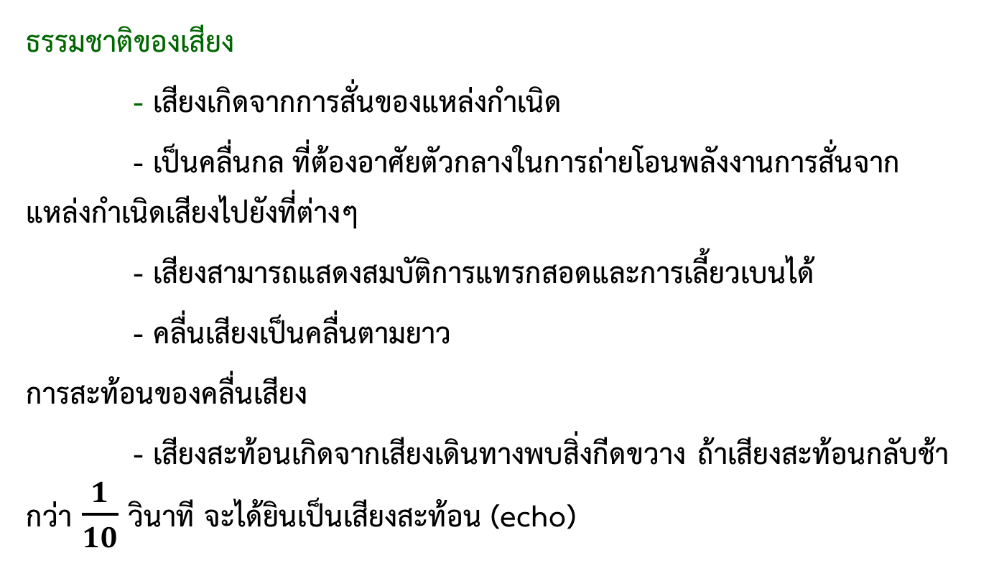 ธรรมชาติของเสียง
- เสียงเกิดจากการสั่นของแหล่งกำเนิด
- เป็นคลื่นกล ที่ต้องอาศัยตัวกลางในการถ่ายโอนพลังงานการสั่นจาก
แหล่งกำเนิดเสียงไปยังที่ต่างๆ
- เสียงสามารถแสดงสมบัติการแทรกสอดและการเลี้ยวเบนได้
- คลื่นเสียงเป็นคลื่นตามยาว
การสะท้อนของคลื่นเสียง
- เสียงสะท้อนเกิดจากเสียงเดินทางพบสิ่งกีดขวาง ถ้าเสียงสะท้อนกลับช้า
กว่า 1/10 วินาที จะได้ยินเป็นเสียงสะท้อน (echo)